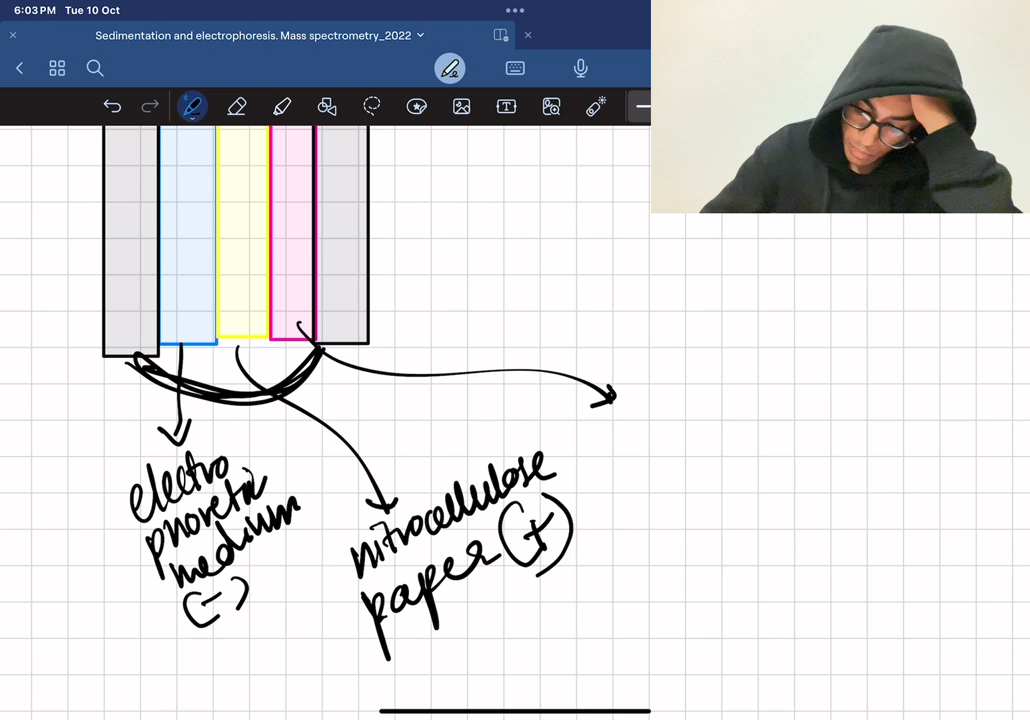 6:03 PM Tue 10 Oct
Sedimentation and electrophoresis. Mass spectrometry_2022
electro
phoretic
medium
(-)
nitrocellulose
paper (+)